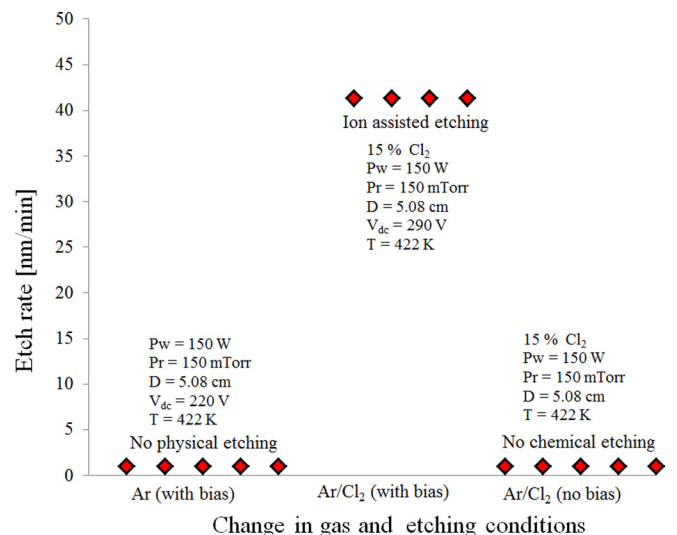 50
45
40
35
30
25
20
15
10
5
0
Etch rate [nm/min]
Ion assisted etching
15 % Cl₂
Pw = 150 W
Pr = 150 mTorr
D = 5.08 cm
V_dc = 290 V
T = 422 K
Pw = 150 W
Pr = 150 mTorr
D = 5.08 cm
V_dc = 220 V
T = 422 K
No physical etching
15 % Cl₂
Pw = 150 W
Pr = 150 mTorr
D = 5.08 cm
T = 422 K
No chemical etching
Ar (with bias)
Ar/Cl₂ (with bias)
Ar/Cl₂ (no bias)
Change in gas and etching conditions